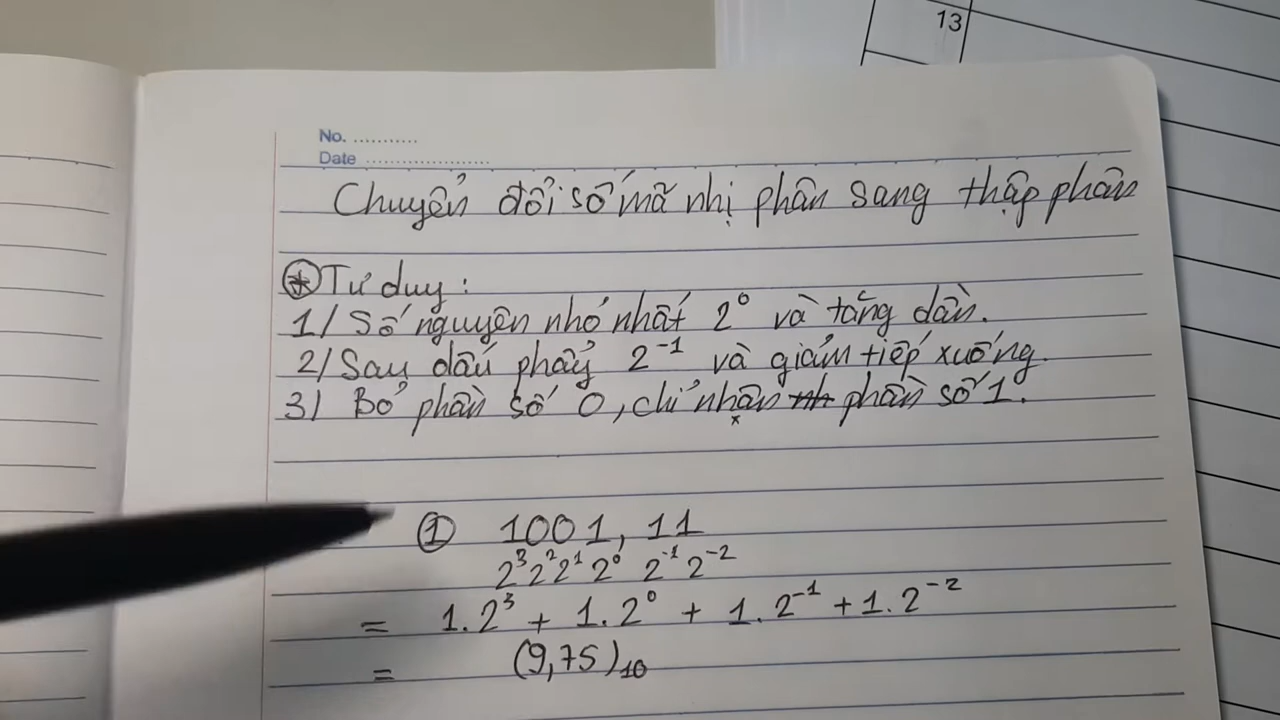 13
No. ...........
Date .....................
Chuyển đổi số mã nhị phân sang thập phân
⊛ Tư duy :
1/ Số nguyên nhỏ nhất 2⁰ và tăng dần.
2/ Sau dấu phẩy 2⁻¹ và giảm tiếp xuống.
3/ Bỏ phần số 0, chỉ nhận phần số 1.
① 1001, 11
2³2²2¹2⁰ 2⁻¹2⁻²
= 1.2³ + 1.2⁰ + 1.2⁻¹ + 1.2⁻²
= (9,75)₁₀